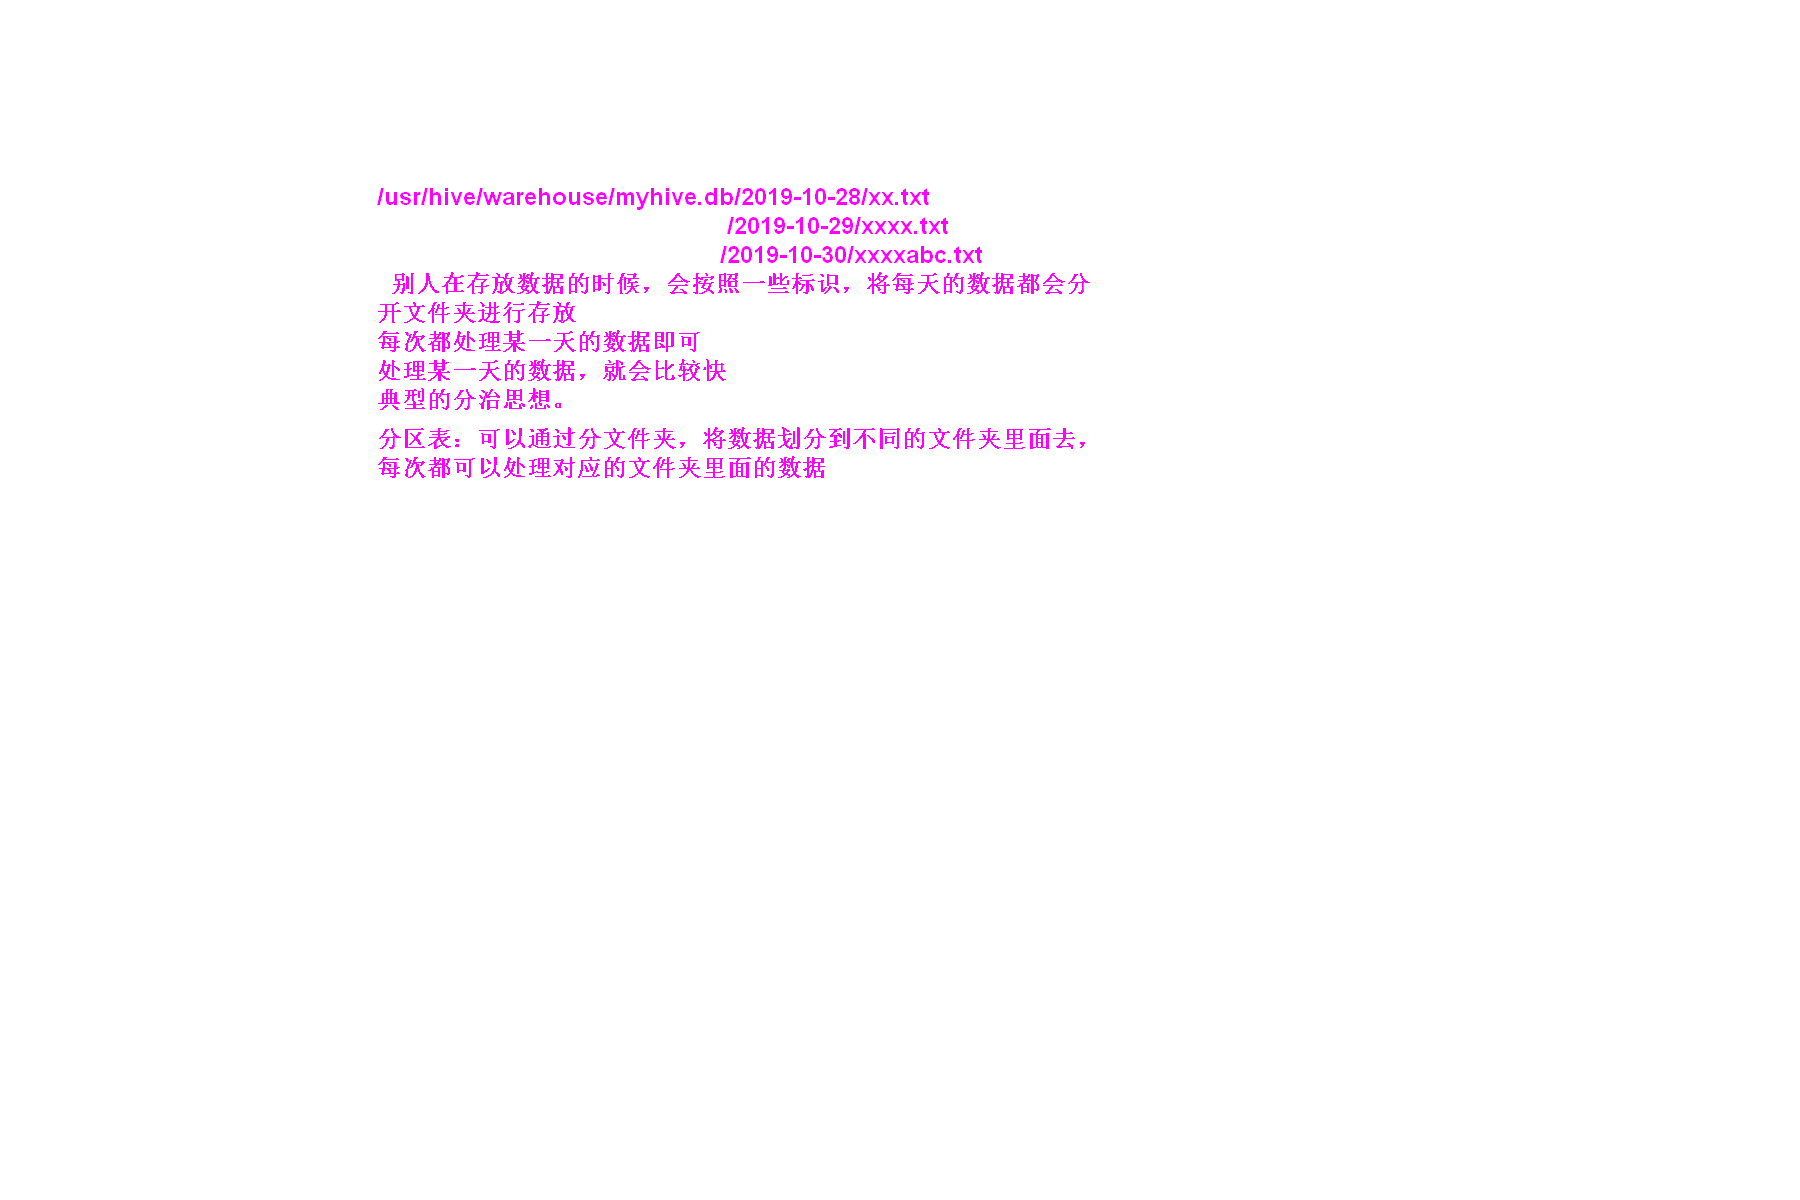 /usr/hive/warehouse/myhive.db/2019-10-28/xx.txt
/2019-10-29/xxxx.txt
/2019-10-30/xxxxabc.txt
别人在存放数据的时候，会按照一些标识，将每天的数据都会分
开文件夹进行存放
每次都处理某一天的数据即可
处理某一天的数据，就会比较快
典型的分治思想。
分区表：可以通过分文件夹，将数据划分到不同的文件夹里面去，
每次都可以处理对应的文件夹里面的数据